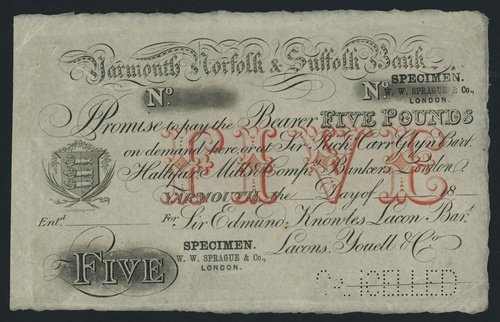 Yarmouth Norfolk & Suffolk Bank
SPECIMEN.
W. W. SPRAGUE & Co.,
LONDON.
No. No.
I Promise to pay the Bearer FIVE POUNDS
on demand here, or at Sir Richd. Carr Glyn Bart.
Hallifax Mills & Compy. Bankers London
FIVE
YARMOUTH, the Day of 18
Entd. For Sir Edmund Knowles Lacon Bart.
Lacons, Youell & Co.
SPECIMEN.
W. W. SPRAGUE & Co.,
LONDON.
£ FIVE
CANCELLED